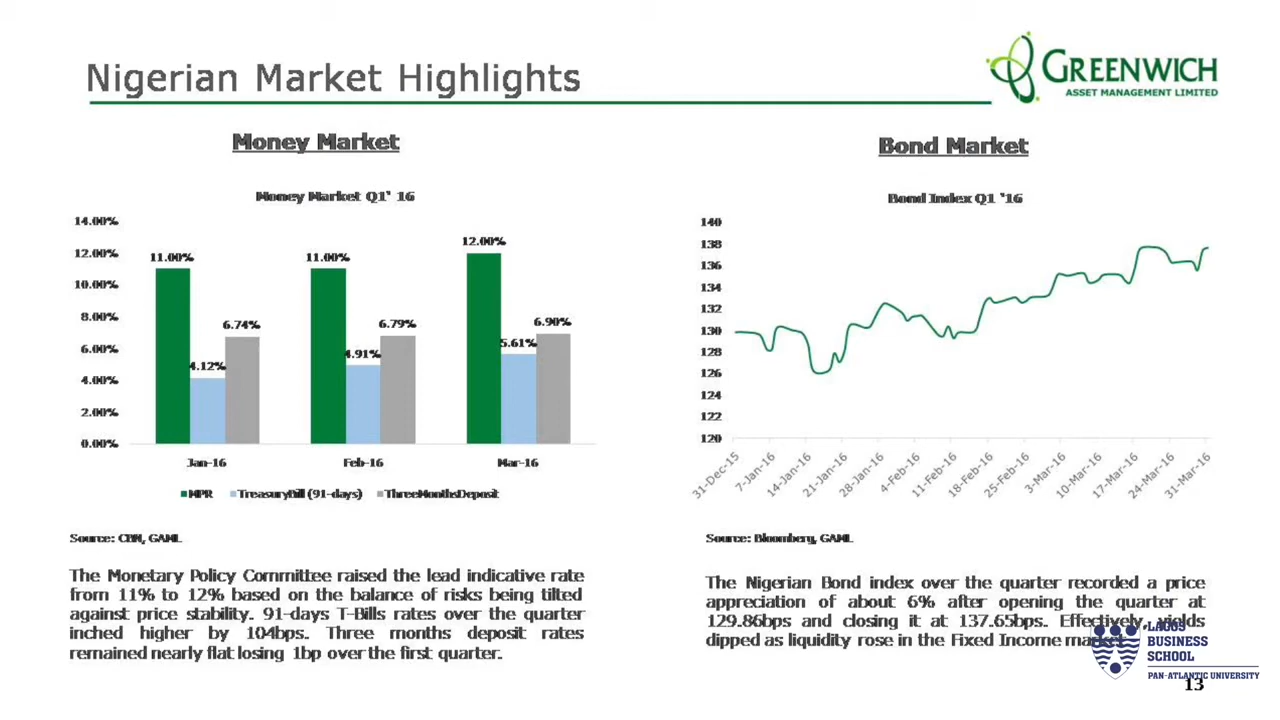 Nigerian Market Highlights
GREENWICH
ASSET MANAGEMENT LIMITED
Money Market
Money Market Q1' 16
14.00%
12.00%
10.00%
8.00%
6.00%
4.00%
2.00%
0.00%
11.00%
4.12%
6.74%
11.00%
4.91%
6.79%
12.00%
5.61%
6.90%
Jan-16
Feb-16
Mar-16
MPR
TreasuryBill (91-days)
ThreeMonthsDeposit
Source: CBN, GAML
The Monetary Policy Committee raised the lead indicative rate
from 11% to 12% based on the balance of risks being tilted
against price stability. 91-days T-Bills rates over the quarter
inched higher by 104bps. Three months deposit rates
remained nearly flat losing 1bp over the first quarter.
Bond Market
Bond Index Q1 '16
140
138
136
134
132
130
128
126
124
122
120
31-Dec-15
7-Jan-16
14-Jan-16
21-Jan-16
28-Jan-16
4-Feb-16
11-Feb-16
18-Feb-16
25-Feb-16
3-Mar-16
10-Mar-16
17-Mar-16
24-Mar-16
31-Mar-16
Source: Bloomberg, GAML
The Nigerian Bond index over the quarter recorded a price
appreciation of about 6% after opening the quarter at
129.86bps and closing it at 137.65bps. Effectively, yields
dipped as liquidity rose in the Fixed Income market
LAGOS
BUSINESS
SCHOOL
PAN-ATLANTIC UNIVERSITY
13